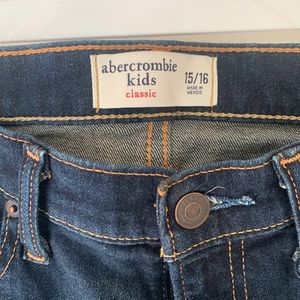 abercrombie
kids
classic
15/16
MADE IN
MEXICO